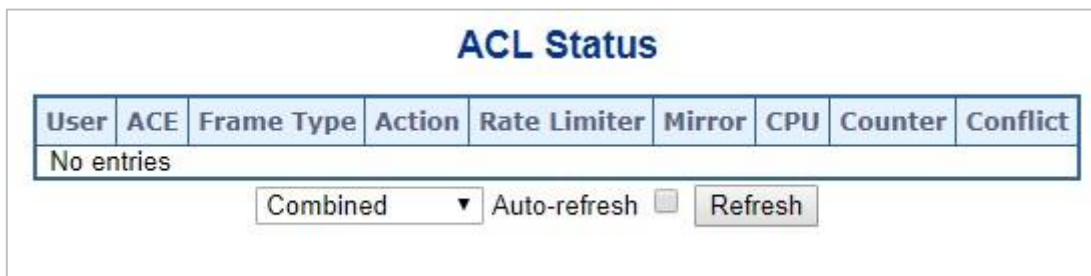 ACL Status
User ACE Frame Type Action Rate Limiter Mirror CPU Counter Conflict
No entries
Combined Auto-refresh Refresh